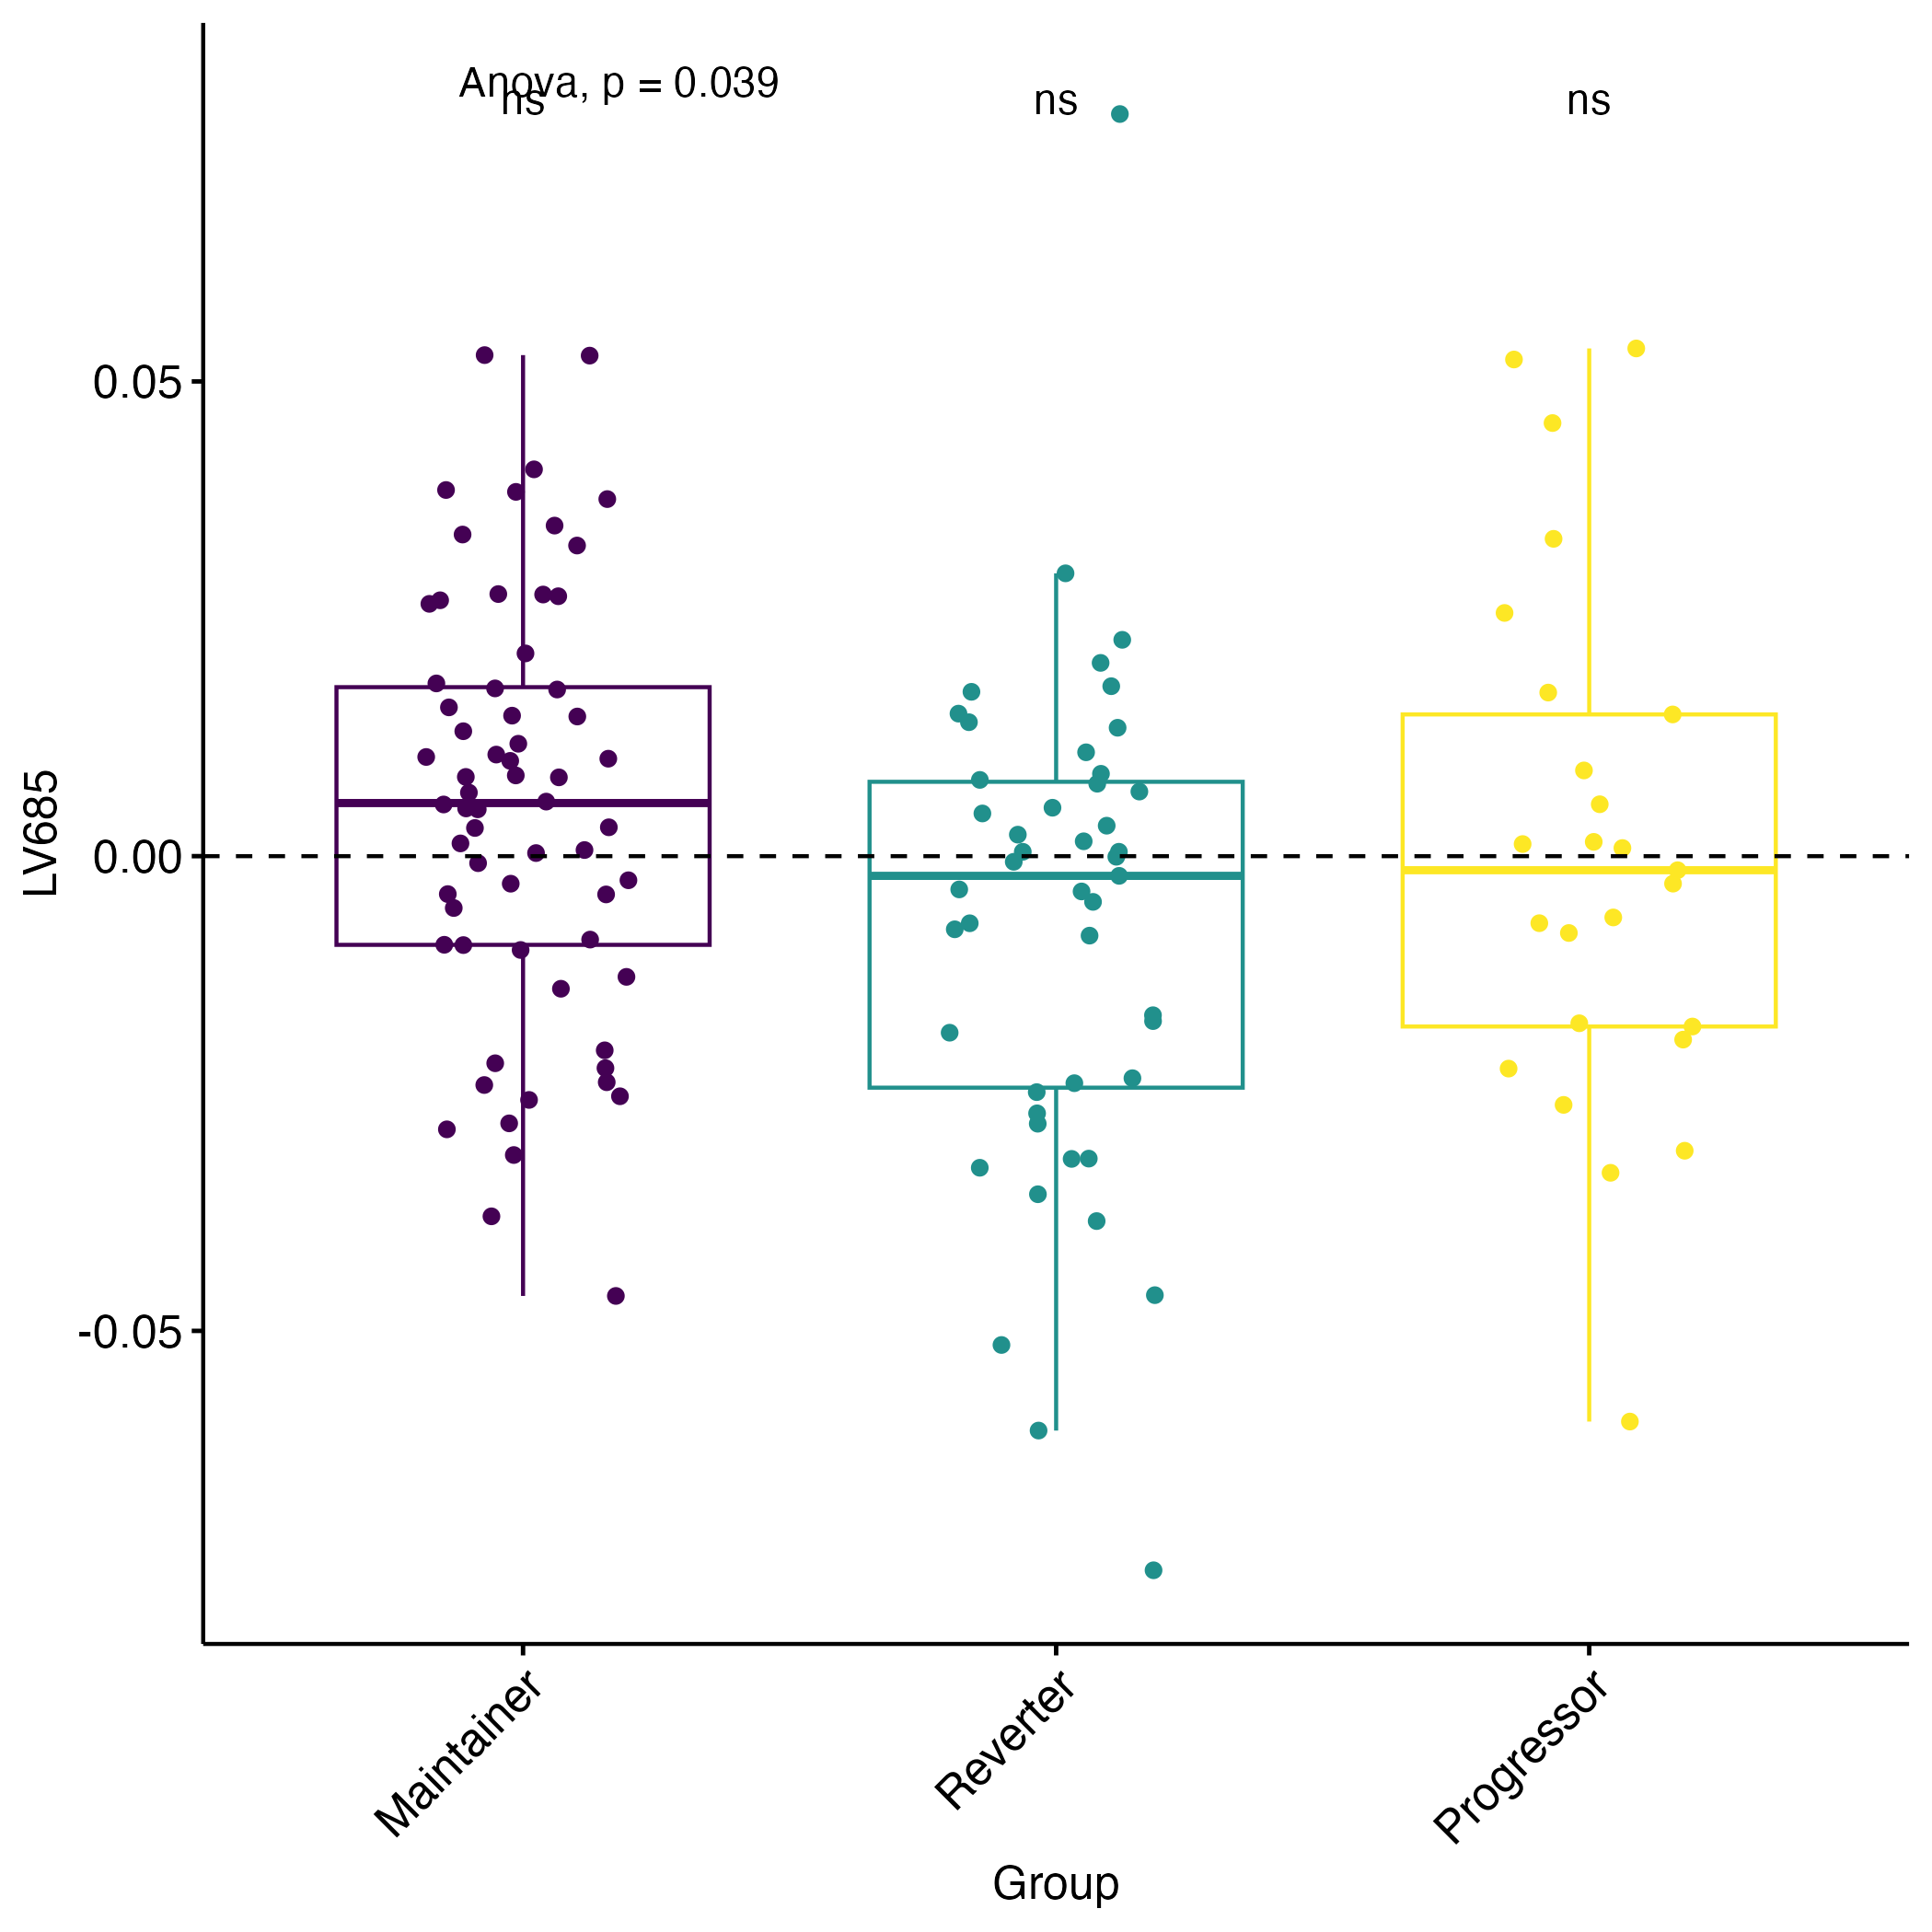 Anova, p = 0.039
ns
ns
ns
0.05
0.00
-0.05
LV685
Maintainer
Reverter
Progressor
Group